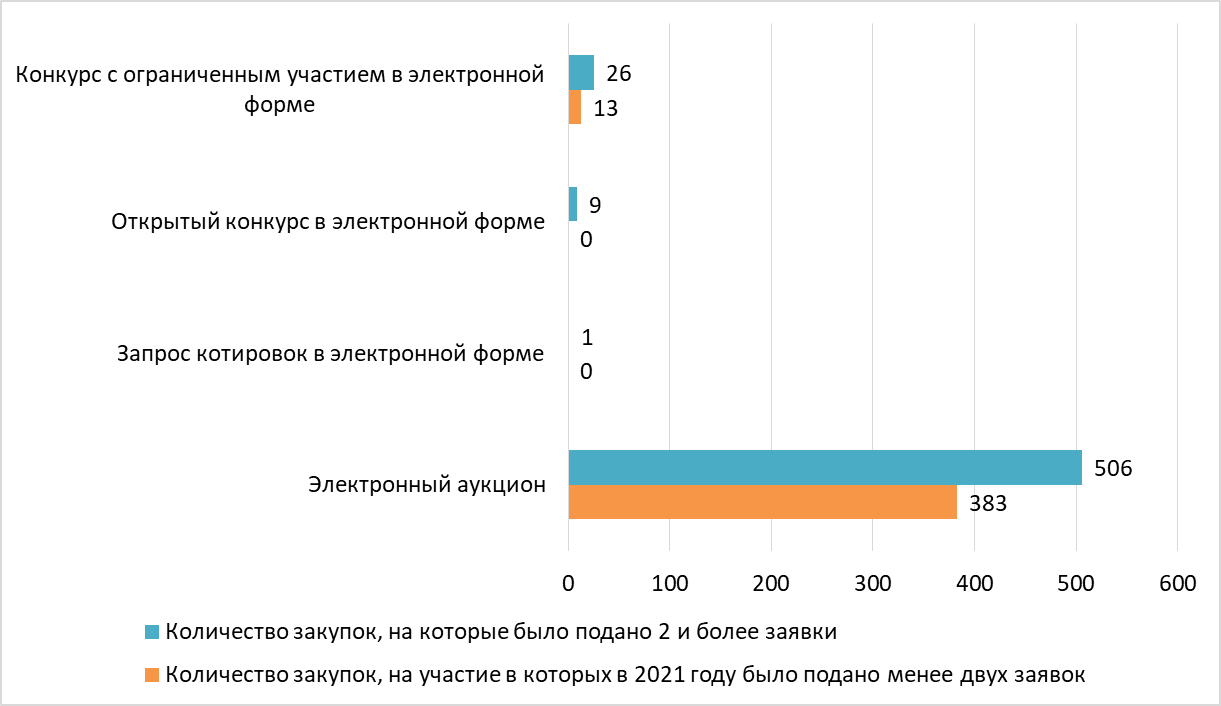 Конкурс с ограниченным участием в электронной
форме
26
13
Открытый конкурс в электронной форме
9
0
Запрос котировок в электронной форме
1
0
Электронный аукцион
506
383
0 100 200 300 400 500 600
Количество закупок, на которые было подано 2 и более заявки
Количество закупок, на участие в которых в 2021 году было подано менее двух заявок